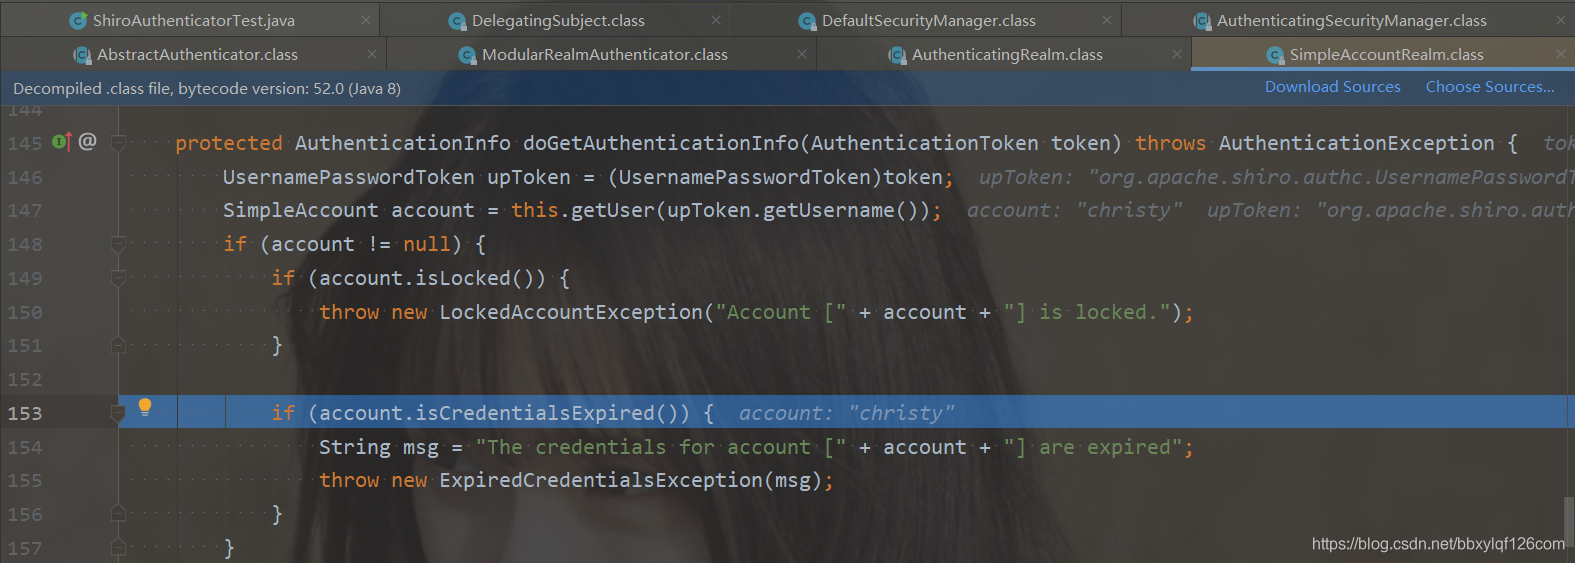 ShiroAuthenticatorTest.java DelegatingSubject.class DefaultSecurityManager.class AuthenticatingSecurityManager.class
AbstractAuthenticator.class ModularRealmAuthenticator.class AuthenticatingRealm.class SimpleAccountRealm.class
Decompiled .class file, bytecode version: 52.0 (Java 8) Download Sources Choose Sources...
144
145 @ protected AuthenticationInfo doGetAuthenticationInfo(AuthenticationToken token) throws AuthenticationException { tok
146 UsernamePasswordToken upToken = (UsernamePasswordToken)token; upToken: "org.apache.shiro.authc.UsernamePasswordT
147 SimpleAccount account = this.getUser(upToken.getUsername()); account: "christy" upToken: "org.apache.shiro.auth
148 if (account != null) {
149 if (account.isLocked()) {
150 throw new LockedAccountException("Account [" + account + "] is locked.");
151 }
152
153 if (account.isCredentialsExpired()) { account: "christy"
154 String msg = "The credentials for account [" + account + "] are expired";
155 throw new ExpiredCredentialsException(msg);
156 }
157 }
https://blog.csdn.net/bbxylqf126com